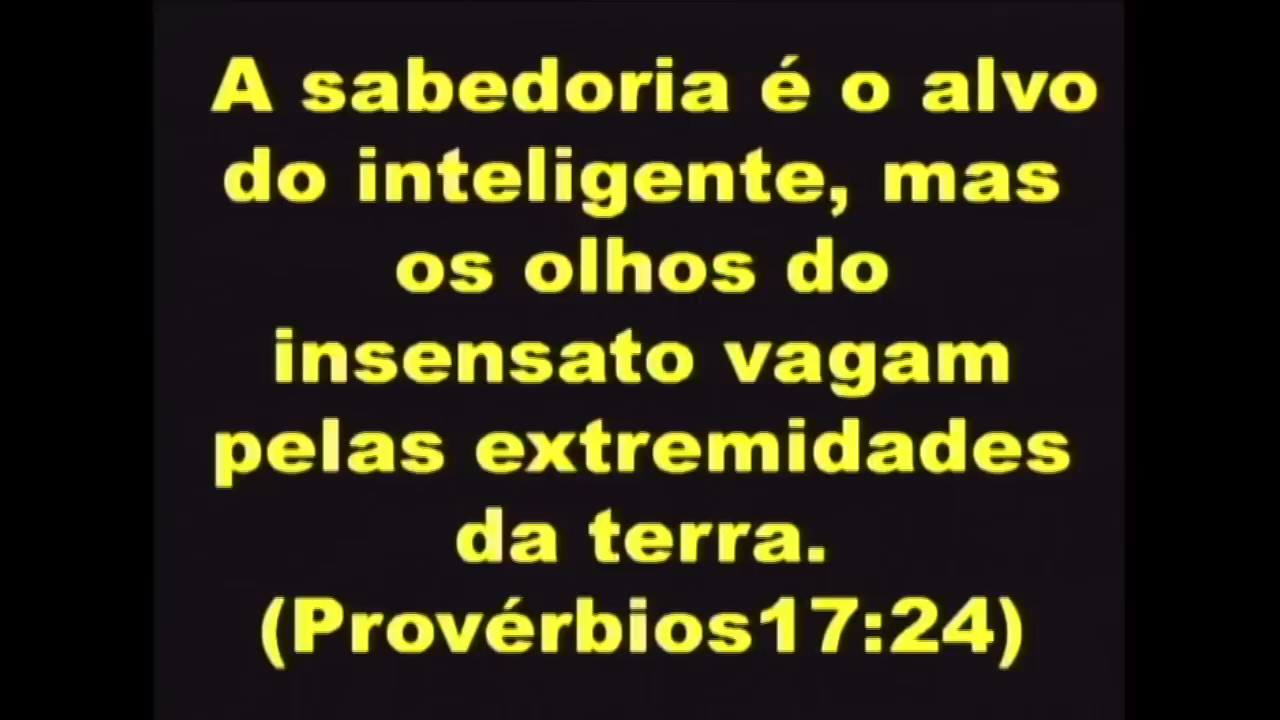 A sabedoria é o alvo
do inteligente, mas
os olhos do
insensato vagam
pelas extremidades
da terra.
(Provérbios17:24)